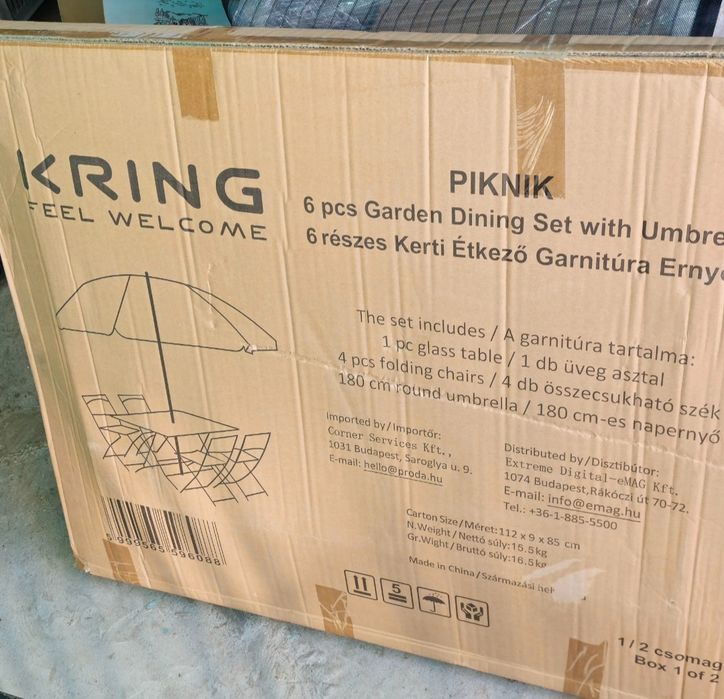 KRING
FEEL WELCOME
PIKNIK
6 pcs Garden Dining Set with Umbre
6 részes Kerti Étkező Garnitúra Erny
The set includes / A garnitúra tartalma:
1 pc glass table / 1 db üveg asztal
4 pcs folding chairs / 4 db összecsukható szék
180 cm round umbrella / 180 cm-es napernyő
Imported by/Importőr:
Corner Services Kft.,
1031 Budapest, Saroglya u. 9.
E-mail: hello@proda.hu
Distributed by/Disztibútor:
Extreme Digital-eMAG Kft.
1074 Budapest,Rákóczi út 70-72.
E-mail: info@emag.hu
Tel.: +36-1-885-5500
Carton Size/Méret:112 x 9 x 85 cm
N.Weight/Nettó súly:15.5kg
Gr.Wight/Bruttó súly:16.5kg
Made in China/Származási
5 999565 596088
5
1/2 csomag
Box 1 of 2